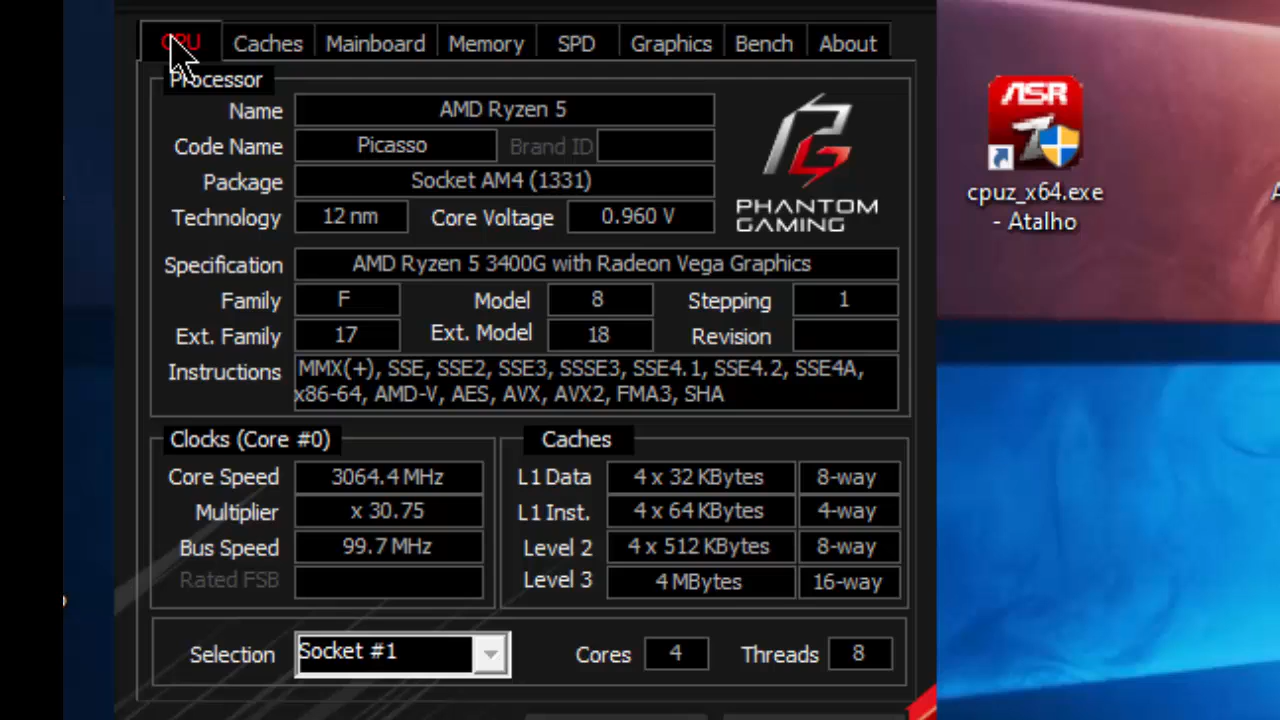 CPU Caches Mainboard Memory SPD Graphics Bench About
Processor
Name AMD Ryzen 5
Code Name Picasso Brand ID
Package Socket AM4 (1331)
Technology 12 nm Core Voltage 0.960 V
PHANTOM
GAMING
Specification AMD Ryzen 5 3400G with Radeon Vega Graphics
Family F Model 8 Stepping 1
Ext. Family 17 Ext. Model 18 Revision
Instructions MMX(+), SSE, SSE2, SSE3, SSSE3, SSE4.1, SSE4.2, SSE4A,
x86-64, AMD-V, AES, AVX, AVX2, FMA3, SHA
Clocks (Core #0)
Core Speed 3064.4 MHz
Multiplier x 30.75
Bus Speed 99.7 MHz
Rated FSB
Caches
L1 Data 4 x 32 KBytes 8-way
L1 Inst. 4 x 64 KBytes 4-way
Level 2 4 x 512 KBytes 8-way
Level 3 4 MBytes 16-way
Selection Socket #1 Cores 4 Threads 8
ASR
cpuz_x64.exe
- Atalho